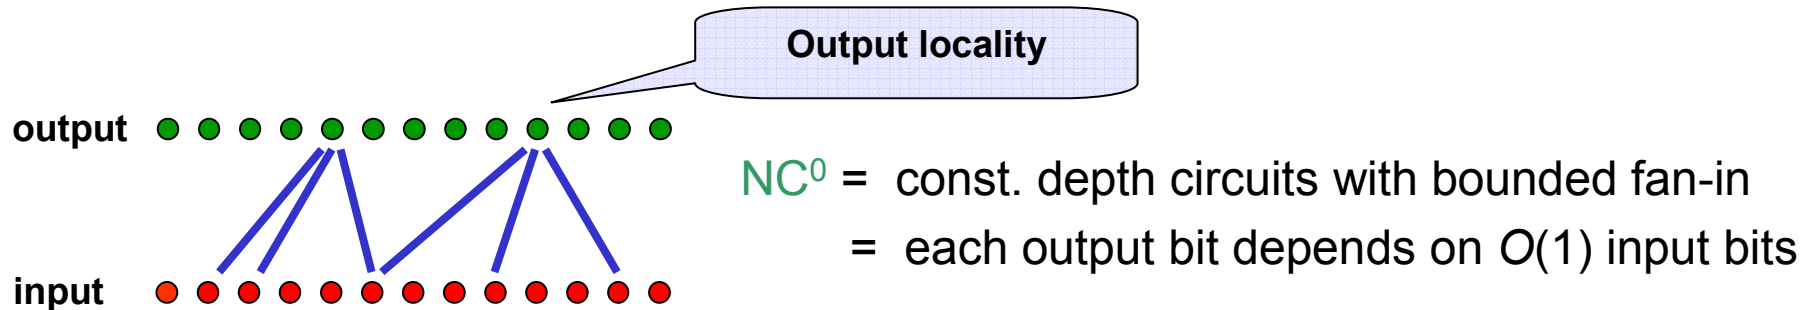 Output locality
output
NC⁰ = const. depth circuits with bounded fan-in
= each output bit depends on O(1) input bits
input